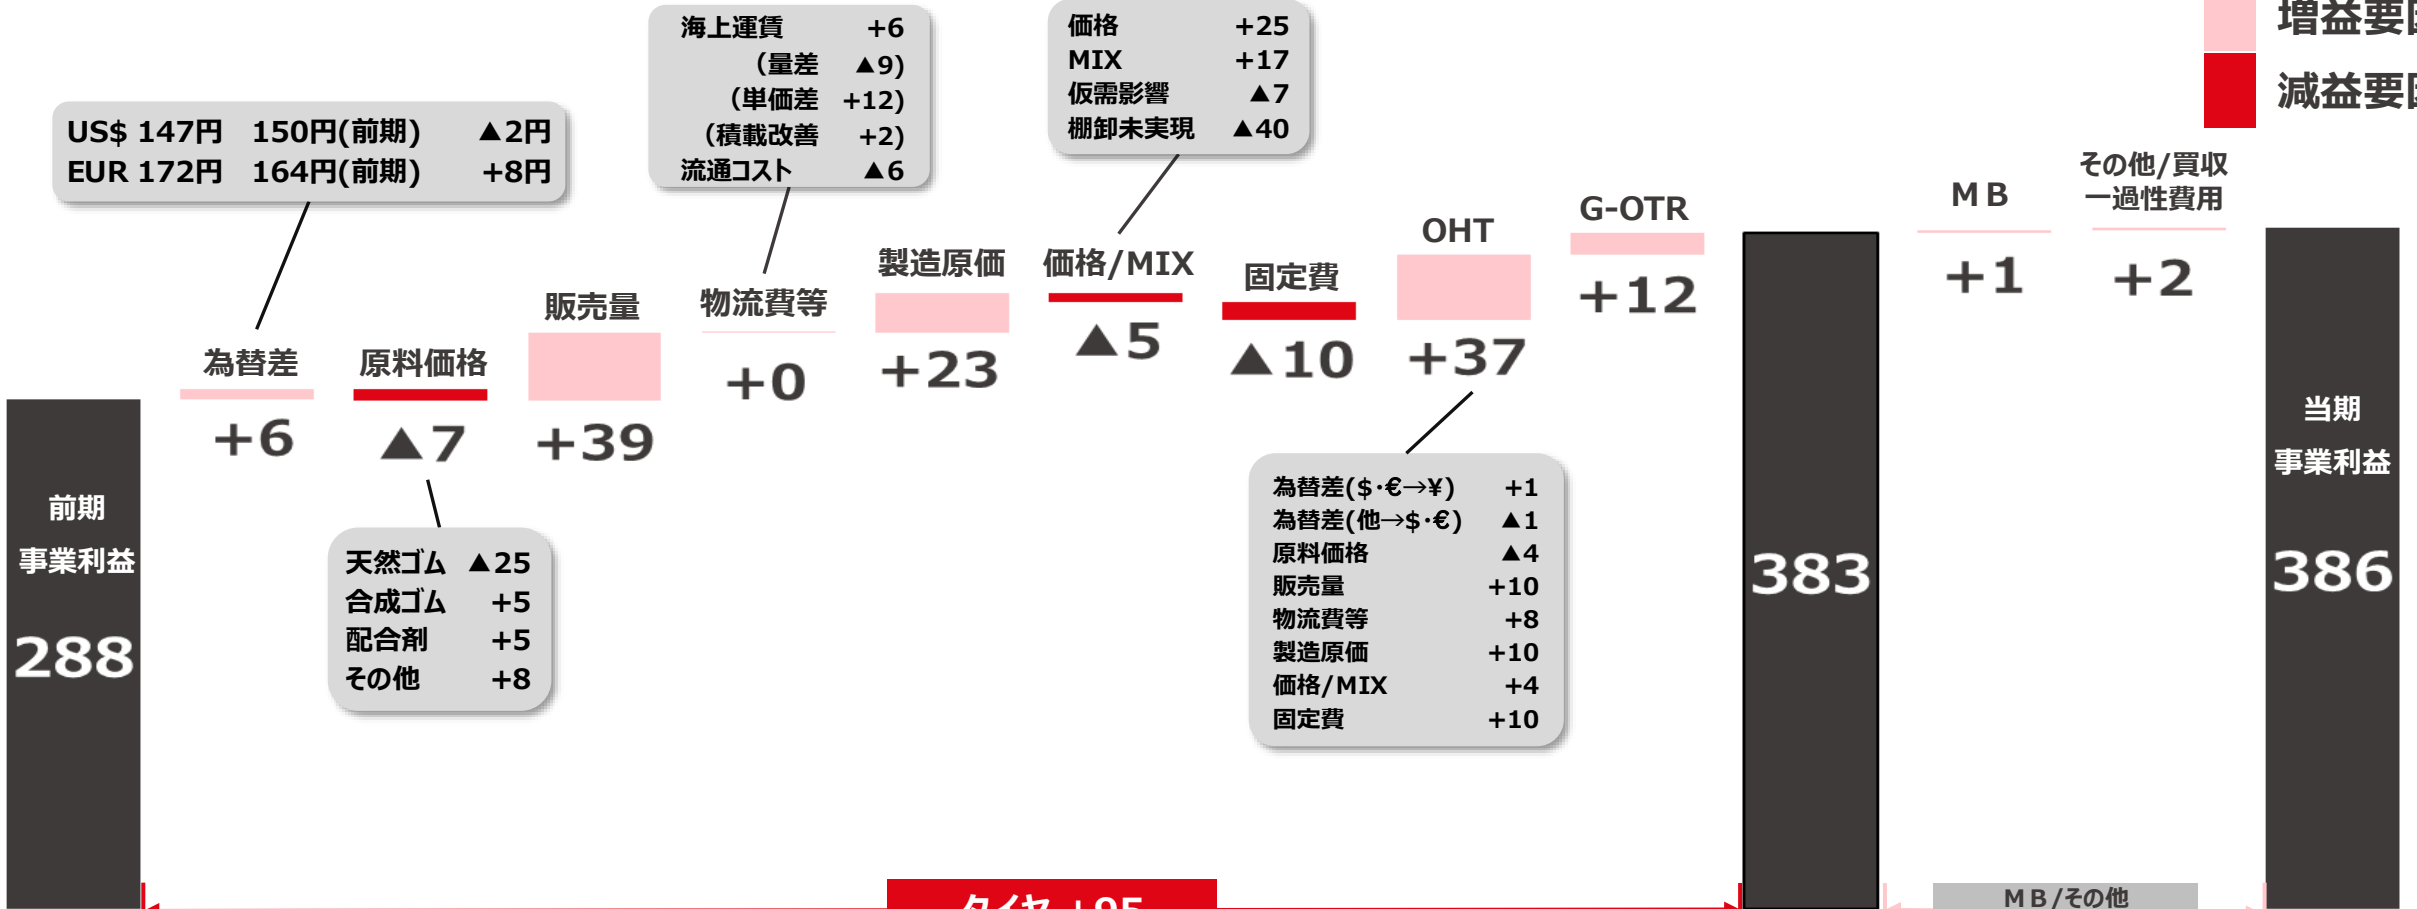 増益要因
減益要因
US$ 147円 150円(前期) ▲2円
EUR 172円 164円(前期) +8円
海上運賃 +6
(量差 ▲9)
(単価差 +12)
(積載改善 +2)
流通コスト ▲6
価格 +25
MIX +17
仮需影響 ▲7
棚卸未実現 ▲40
前期
事業利益
288
為替差
+6
原料価格
▲7
天然ゴム ▲25
合成ゴム +5
配合剤 +5
その他 +8
販売量
+39
物流費等
+0
製造原価
+23
価格/MIX
▲5
固定費
▲10
OHT
+37
為替差($・€→¥) +1
為替差(他→$・€) ▲1
原料価格 ▲4
販売量 +10
物流費等 +8
製造原価 +10
価格/MIX +4
固定費 +10
G-OTR
+12
383
MB
+1
その他/買収
一過性費用
+2
当期
事業利益
386
タイヤ +95
MB/その他